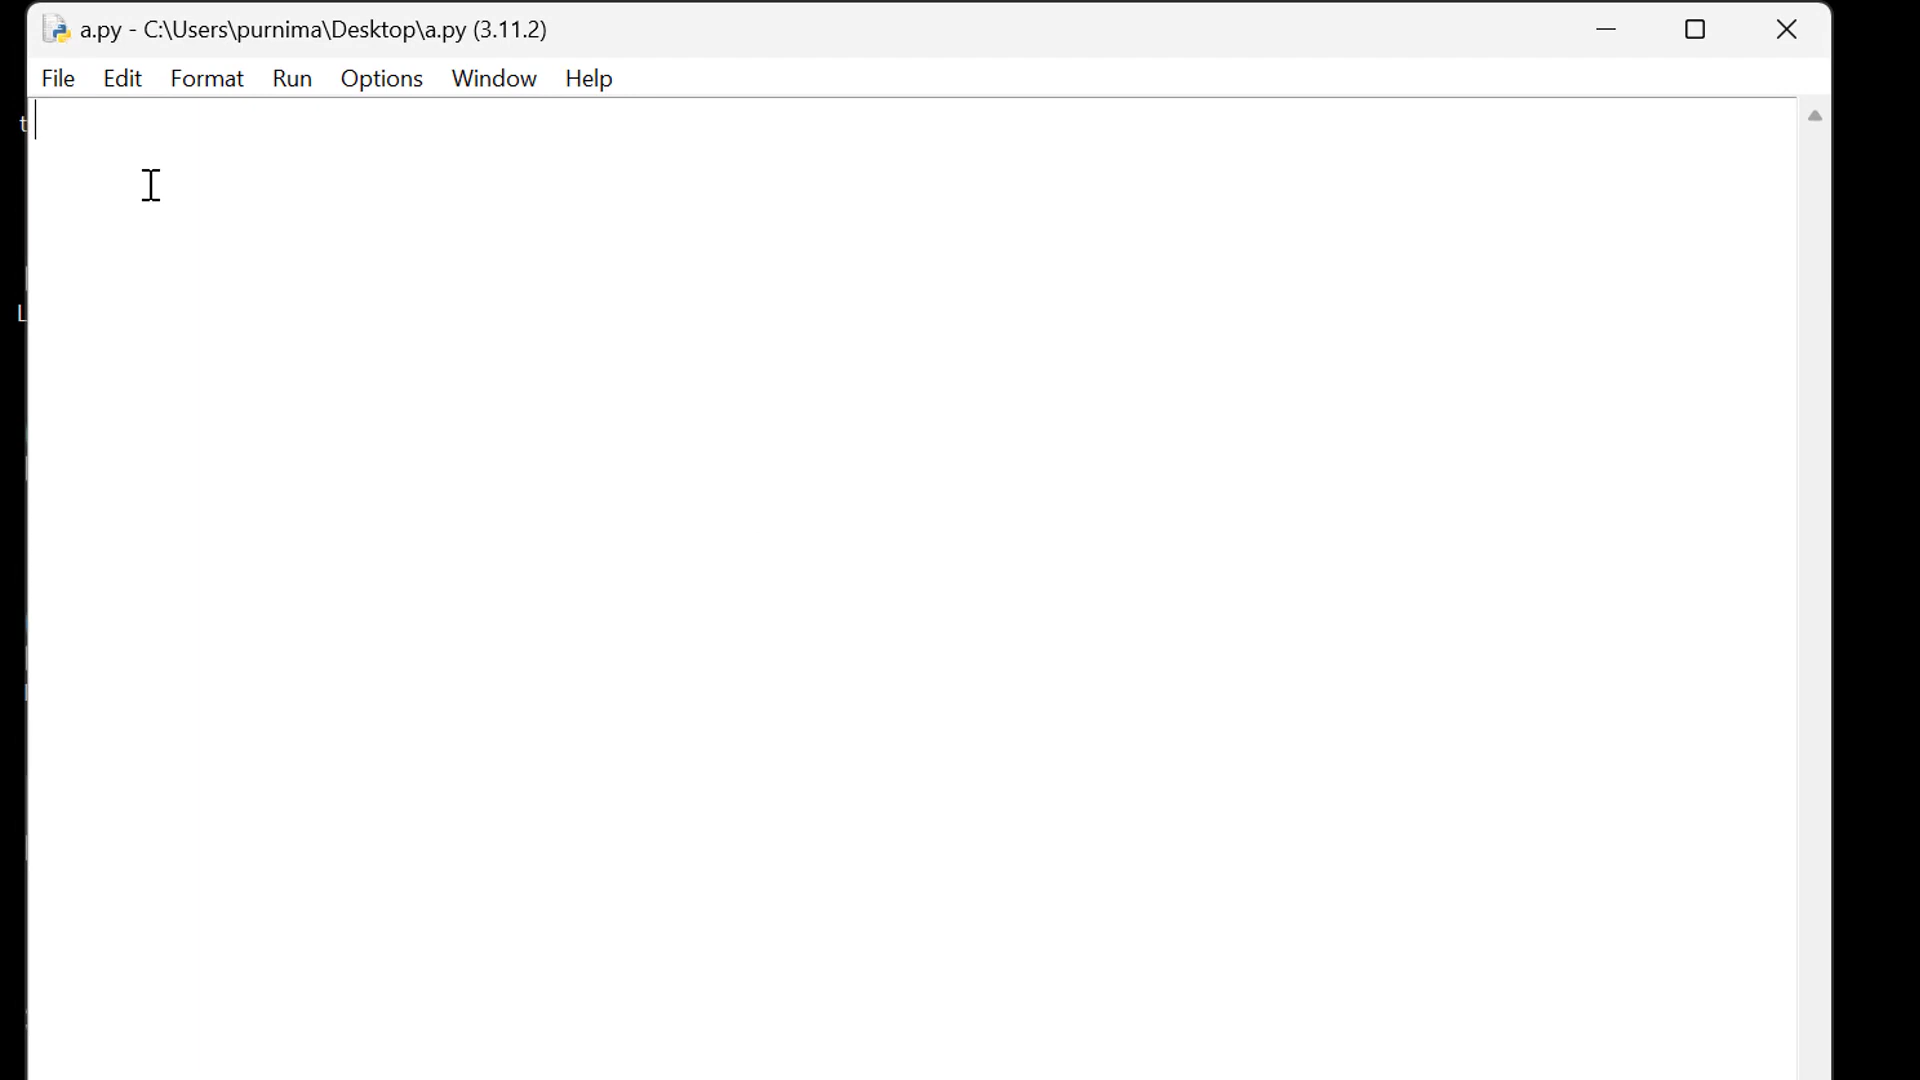 a.py - C:\Users\purnima\Desktop\a.py (3.11.2)
File Edit Format Run Options Window Help
t
L